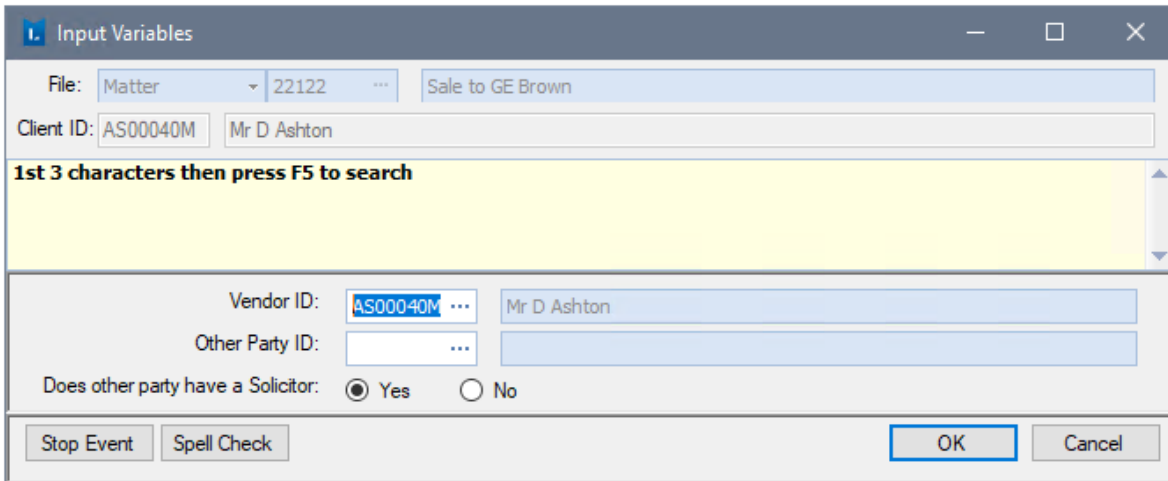 Input Variables
File: Matter 22122 ... Sale to GE Brown
Client ID: AS00040M Mr D Ashton
1st 3 characters then press F5 to search
Vendor ID: AS00040M ... Mr D Ashton
Other Party ID: ...
Does other party have a Solicitor: Yes No
Stop Event Spell Check OK Cancel